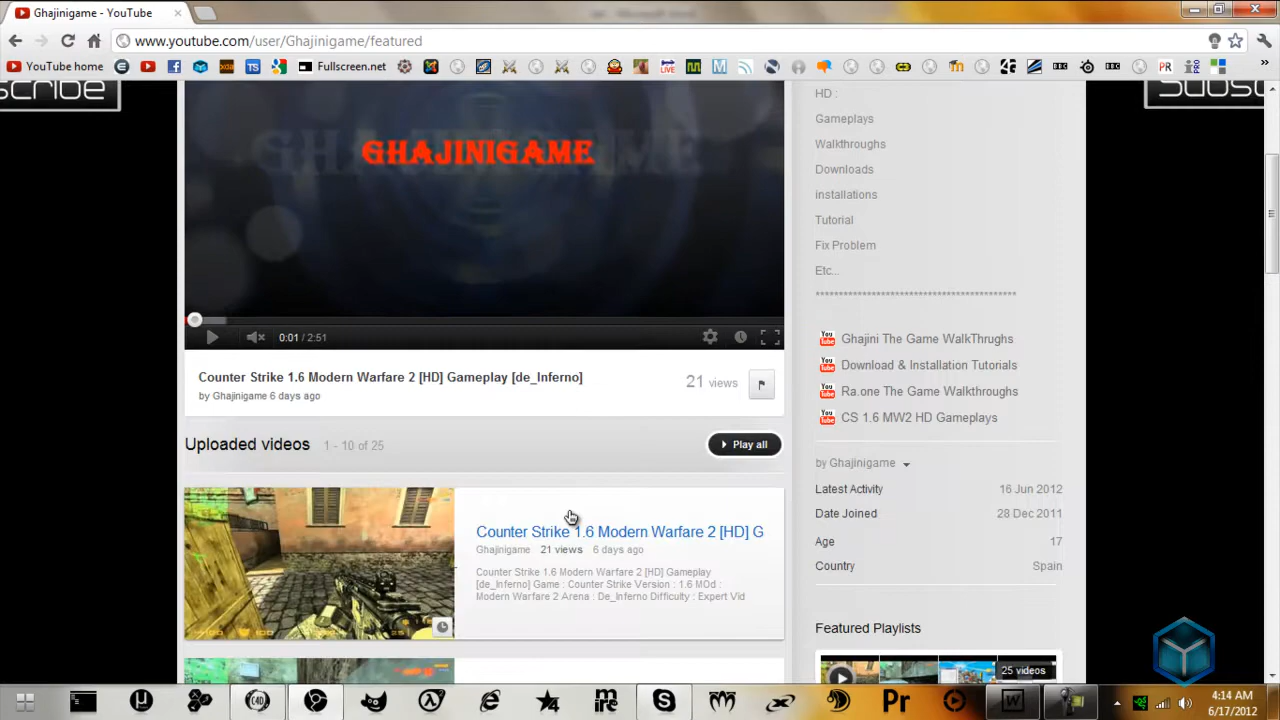 Ghajinigame - YouTube
www.youtube.com/user/Ghajinigame/featured
YouTube home
TS
Fullscreen.net
LIVE
PR
GHAJINIGAME
0:01 / 2:51
Counter Strike 1.6 Modern Warfare 2 [HD] Gameplay [de_Inferno]
by Ghajinigame 6 days ago
21 views
Uploaded videos 1 - 10 of 25
Play all
Counter Strike 1.6 Modern Warfare 2 [HD] G
Ghajinigame 21 views 6 days ago
Counter Strike 1.6 Modern Warfare 2 [HD] Gameplay
[de_Inferno] Game : Counter Strike Version : 1.6 MOd :
Modern Warfare 2 Arena : De_Inferno Difficulty : Expert Vid
HD :
Gameplays
Walkthroughs
Downloads
installations
Tutorial
Fix Problem
Etc...
*******************************************
Ghajini The Game WalkThrughs
Download & Installation Tutorials
Ra.one The Game Walkthroughs
CS 1.6 MW2 HD Gameplays
by Ghajinigame
Latest Activity 16 Jun 2012
Date Joined 28 Dec 2011
Age 17
Country Spain
Featured Playlists
25 videos
C4D
Pr
W
4:14 AM
6/17/2012